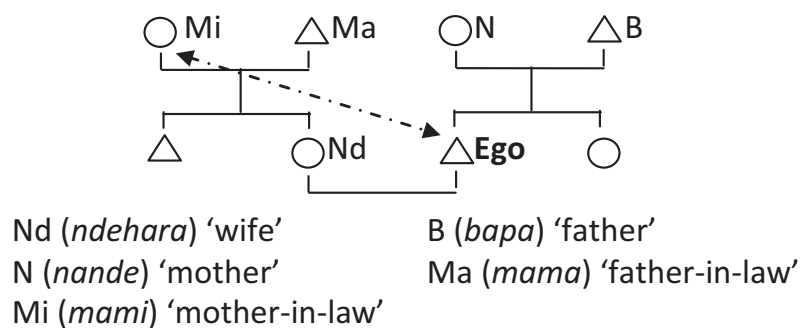 Mi Ma N B
Nd Ego
Nd (ndehara) ‘wife’ B (bapa) ‘father’
N (nande) ‘mother’ Ma (mama) ‘father-in-law’
Mi (mami) ‘mother-in-law’